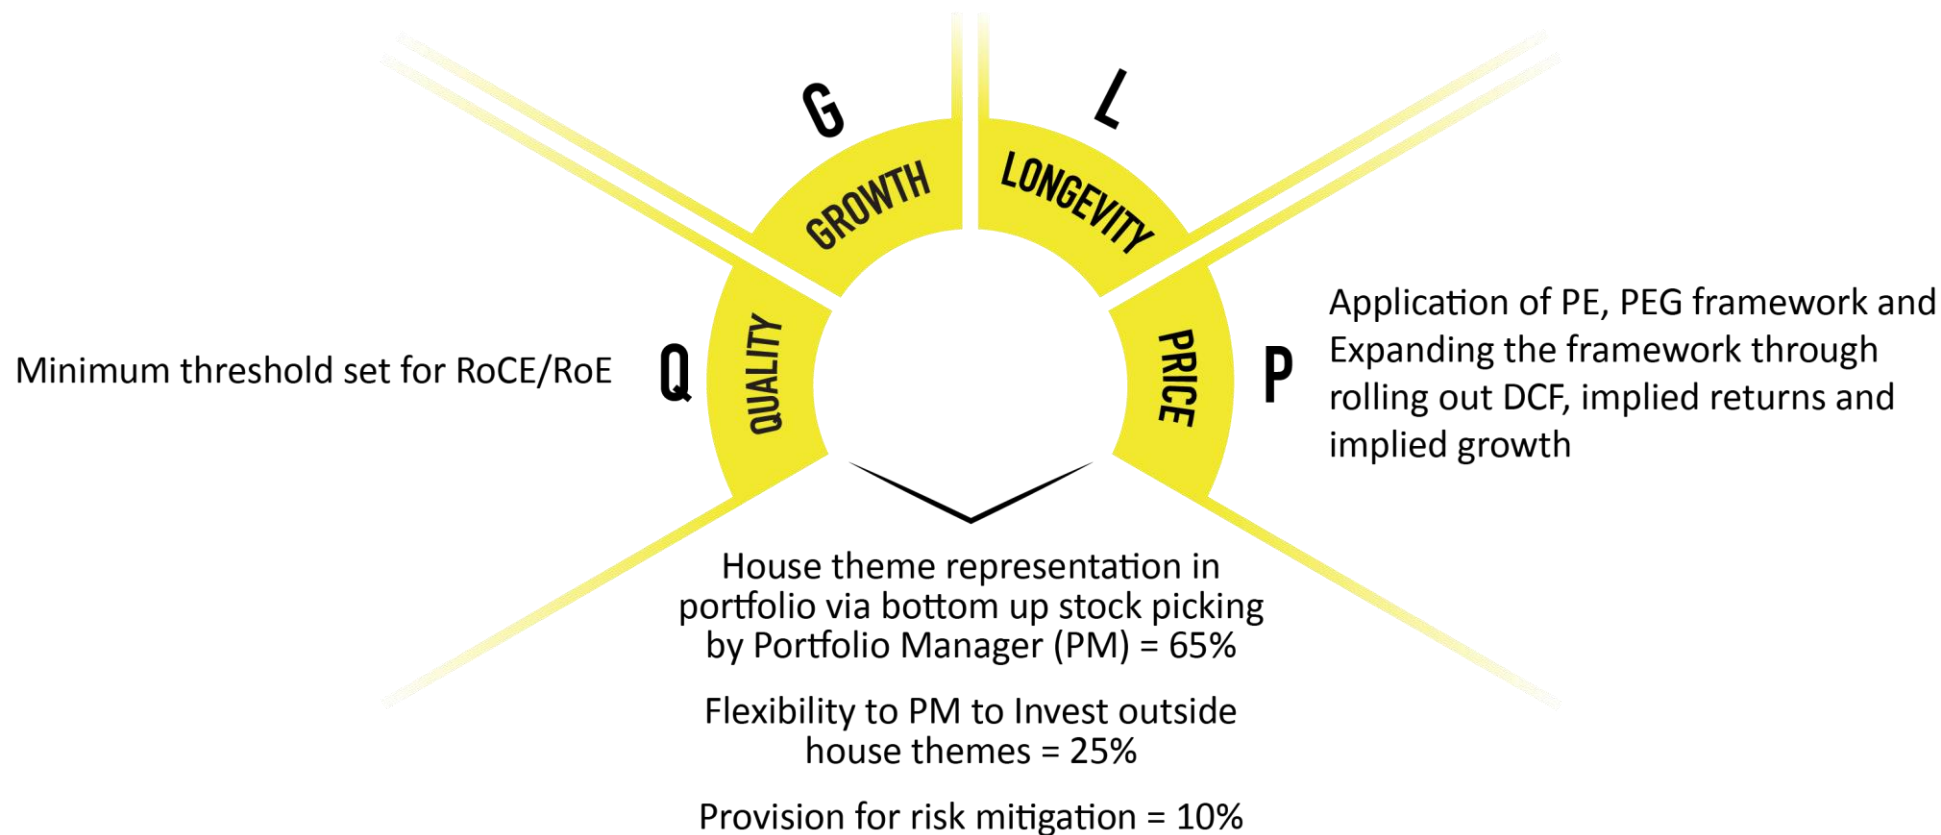 G
L
GROWTH
LONGEVITY
Minimum threshold set for RoCE/RoE
Q
QUALITY
PRICE
P
Application of PE, PEG framework and
Expanding the framework through
rolling out DCF, implied returns and
implied growth
House theme representation in
portfolio via bottom up stock picking
by Portfolio Manager (PM) = 65%
Flexibility to PM to Invest outside
house themes = 25%
Provision for risk mitigation = 10%